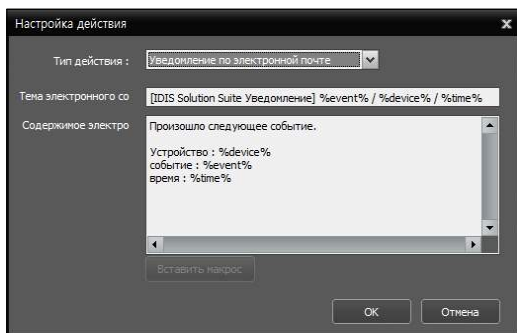 Настройка действия
Тип действия : Уведомление по электронной почте
Тема электронного со [IDIS Solution Suite Уведомление] %event% / %device% / %time%
Содержимое электро Произошло следующее событие.
Устройство : %device%
событие : %event%
время : %time%
Вставить макрос
OK Отмена